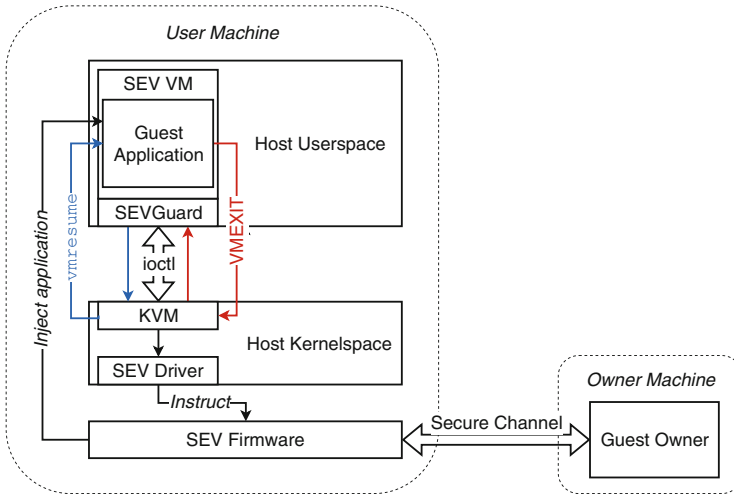 User Machine
SEV VM
Guest
Application
Host Userspace
SEVGuard
vmresume
VMEXIT
Inject application
ioctl
KVM
Host Kernelspace
SEV Driver
Instruct
SEV Firmware
Secure Channel
Owner Machine
Guest Owner